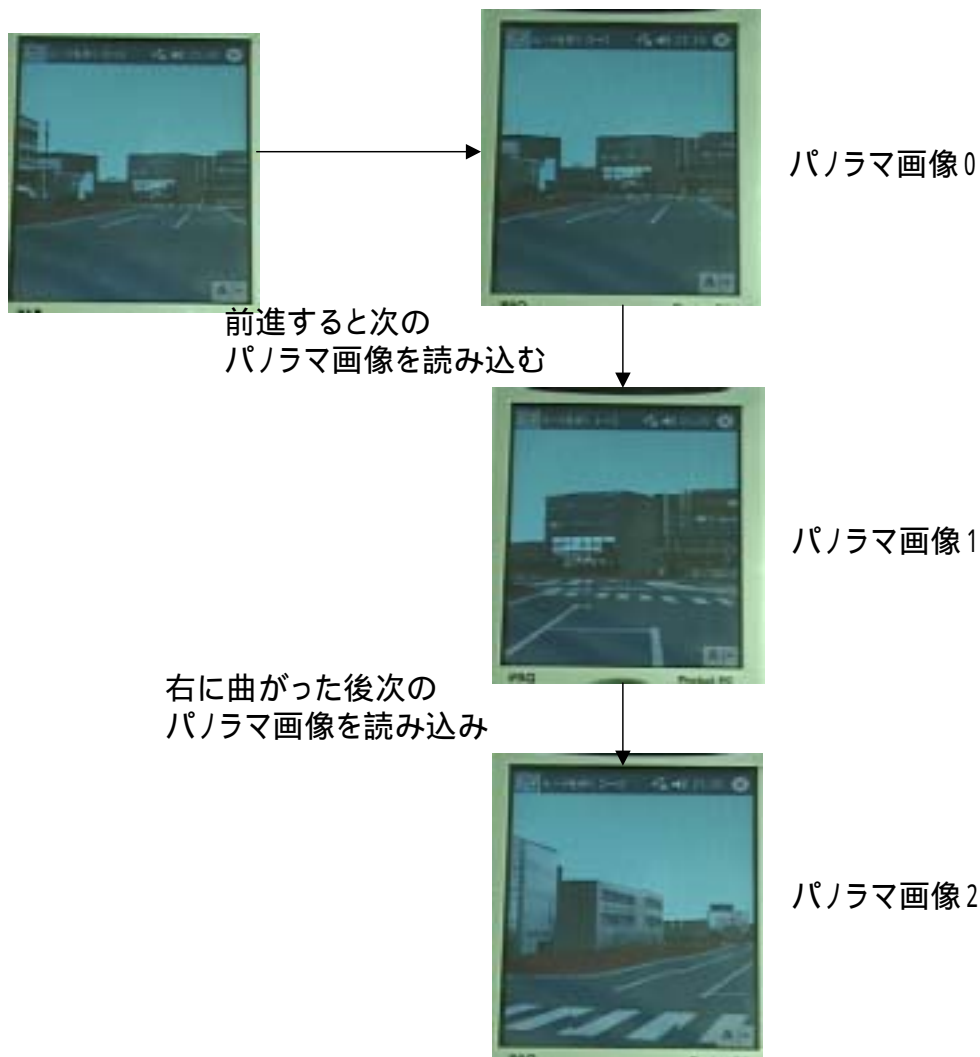 パノラマ画像0
前進すると次の
パノラマ画像を読み込む
パノラマ画像1
iPAQ
Pocket PC
右に曲がった後次の
パノラマ画像を読み込み
パノラマ画像2